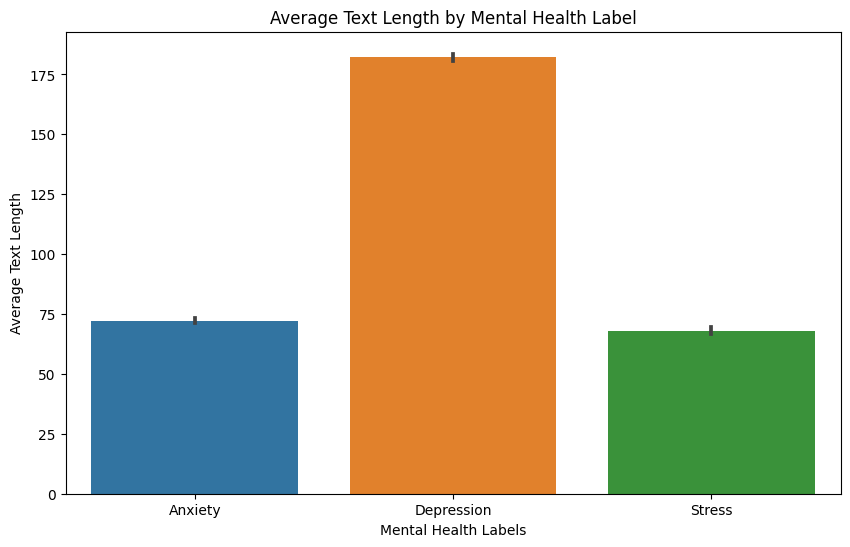 Average Text Length by Mental Health Label
Average Text Length
175
150
125
100
75
50
25
0
Anxiety Depression Stress
Mental Health Labels